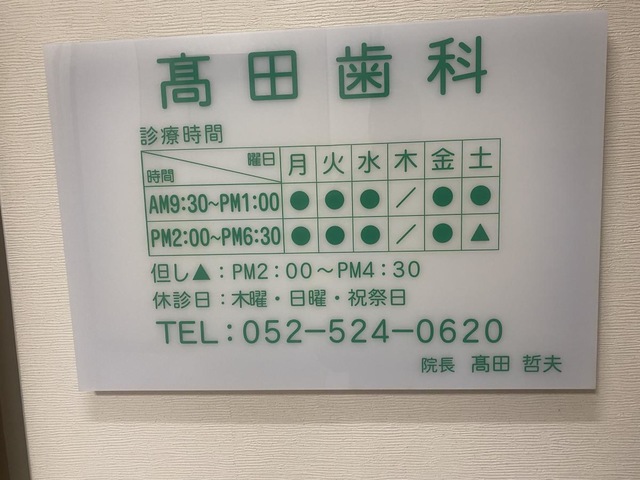 髙田歯科
診療時間
曜日 時間 月 火 水 木 金 土
AM9:30~PM1:00 ● ● ● ／ ● ●
PM2:00~PM6:30 ● ● ● ／ ● ▲
但し▲：PM2：00～PM4：30
休診日：木曜・日曜・祝祭日
TEL：052－524－0620
院長 髙田 哲夫